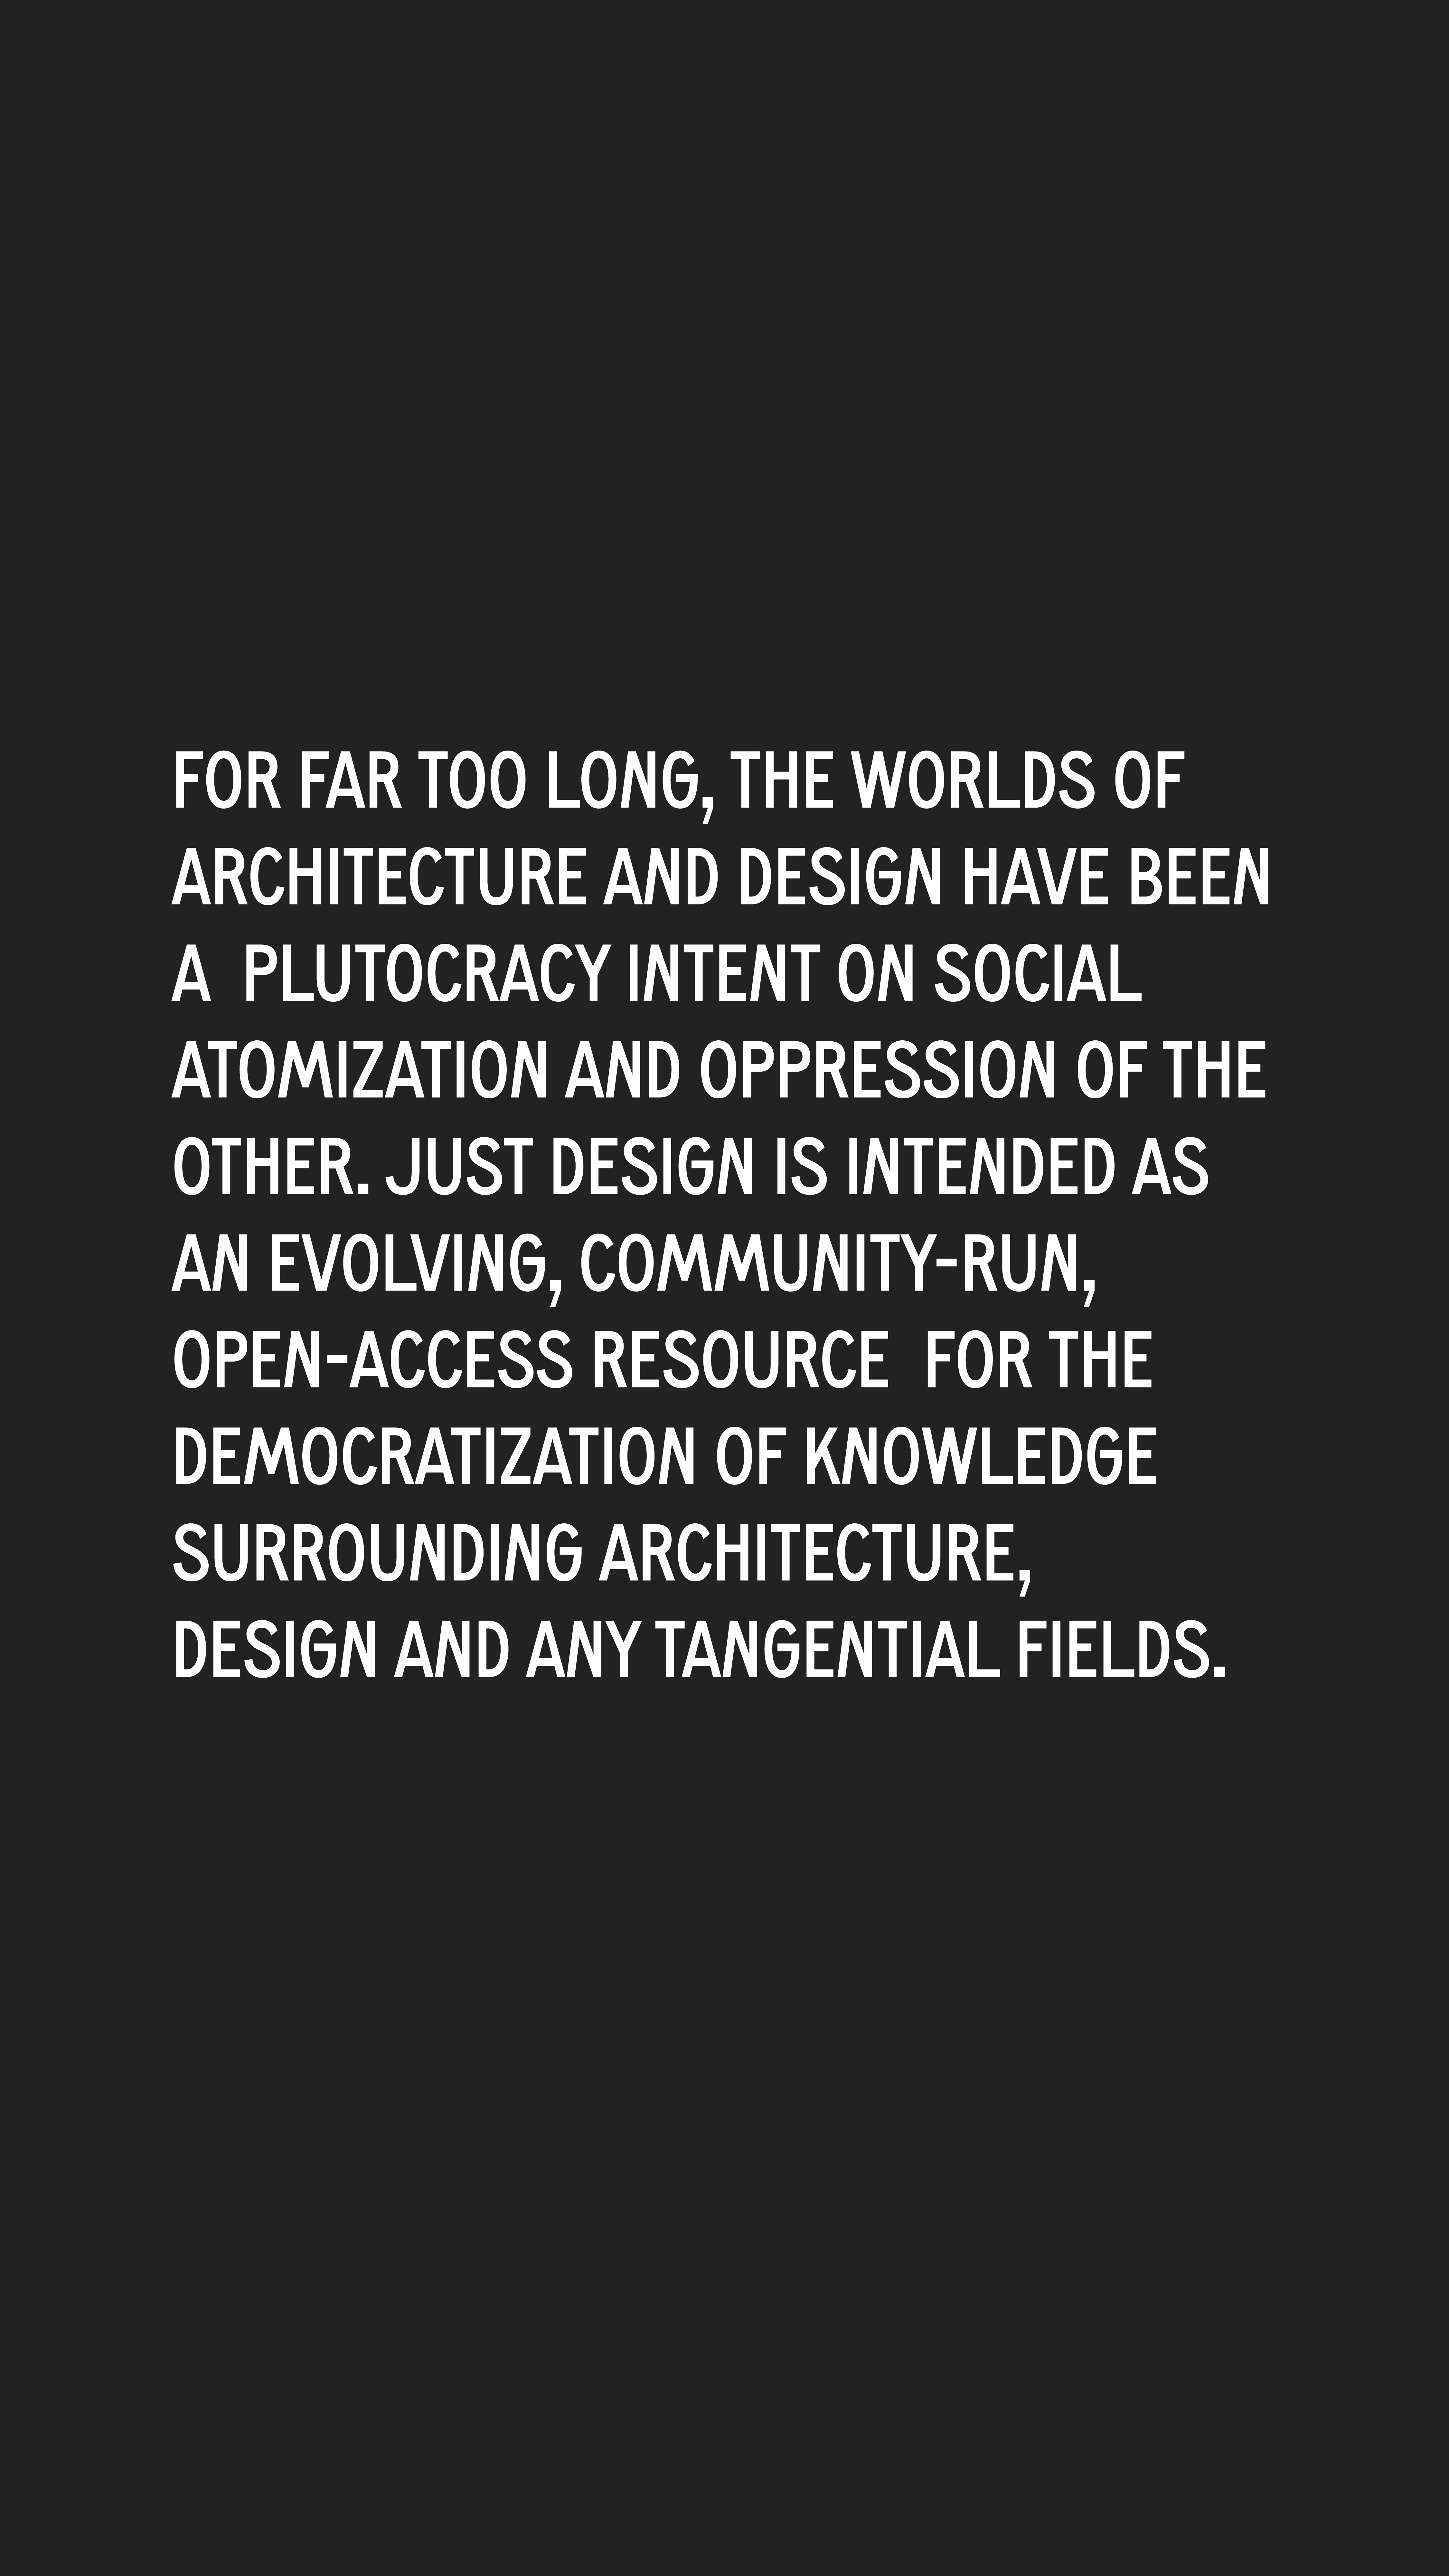 FOR FAR TOO LONG, THE WORLDS OF
ARCHITECTURE AND DESIGN HAVE BEEN
A  PLUTOCRACY INTENT ON SOCIAL
ATOMIZATION AND OPPRESSION OF THE
OTHER. JUST DESIGN IS INTENDED AS
AN EVOLVING, COMMUNITY-RUN,
OPEN-ACCESS RESOURCE  FOR THE
DEMOCRATIZATION OF KNOWLEDGE
SURROUNDING ARCHITECTURE,
DESIGN AND ANY TANGENTIAL FIELDS.